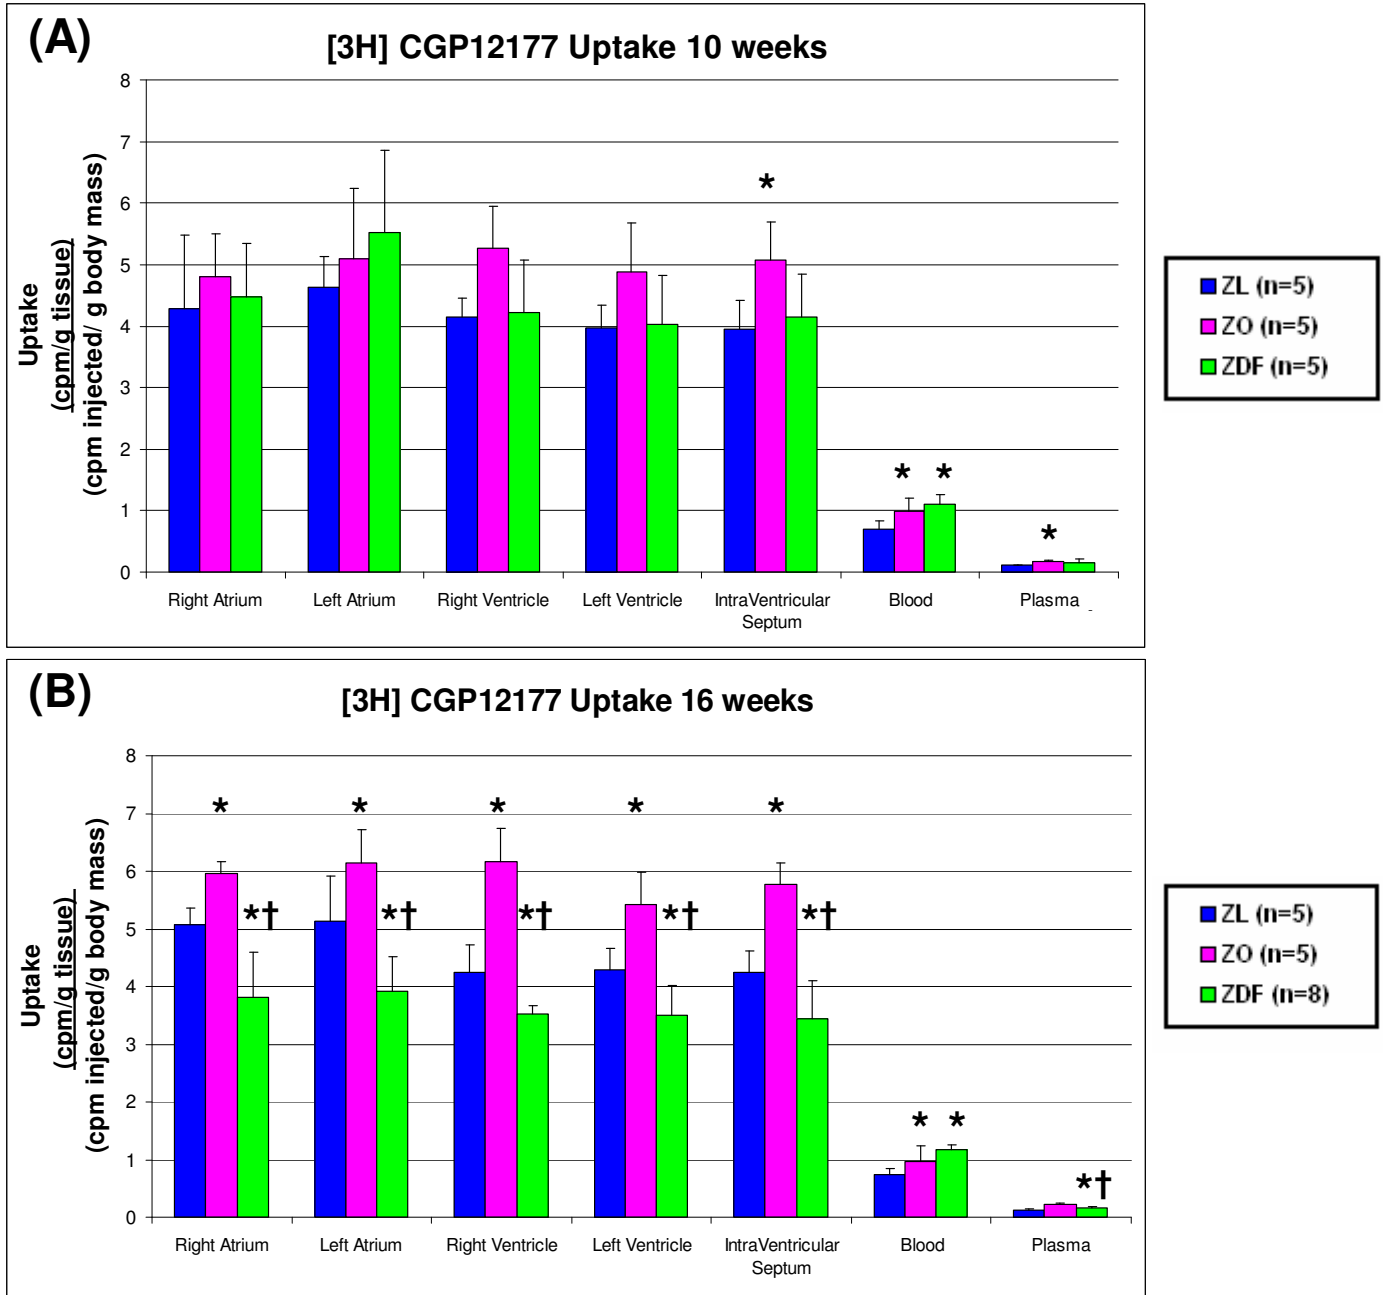 (A)
[3H] CGP12177 Uptake 10 weeks
Uptake
(cpm/g tissue)
(cpm injected/ g body mass)
8
7
6
5
4
3
2
1
0
*
* *
*
Right Atrium Left Atrium Right Ventricle Left Ventricle IntraVentricular Septum Blood Plasma
ZL (n=5)
ZO (n=5)
ZDF (n=5)
(B)
[3H] CGP12177 Uptake 16 weeks
Uptake
(cpm/g tissue)
(cpm injected/g body mass)
8
7
6
5
4
3
2
1
0
* * * * *
*† *† *† *† *†
* *
*†
Right Atrium Left Atrium Right Ventricle Left Ventricle IntraVentricular Septum Blood Plasma
ZL (n=5)
ZO (n=5)
ZDF (n=8)